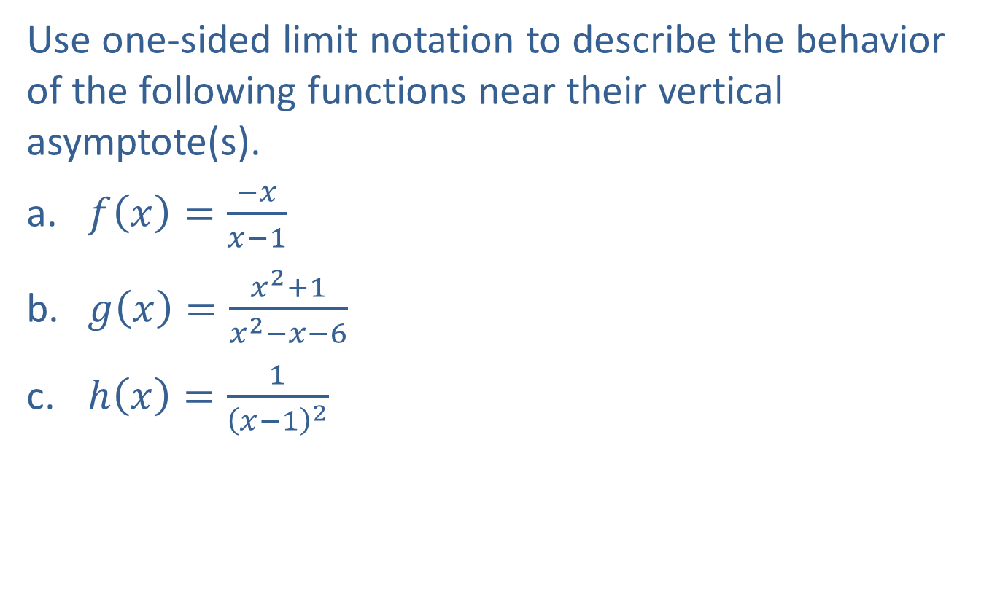 Use one-sided limit notation to describe the behavior
of the following functions near their vertical
asymptote(s).
a. f(x) = \frac{-x}{x-1}
b. g(x) = \frac{x^2+1}{x^2-x-6}
c. h(x) = \frac{1}{(x-1)^2}